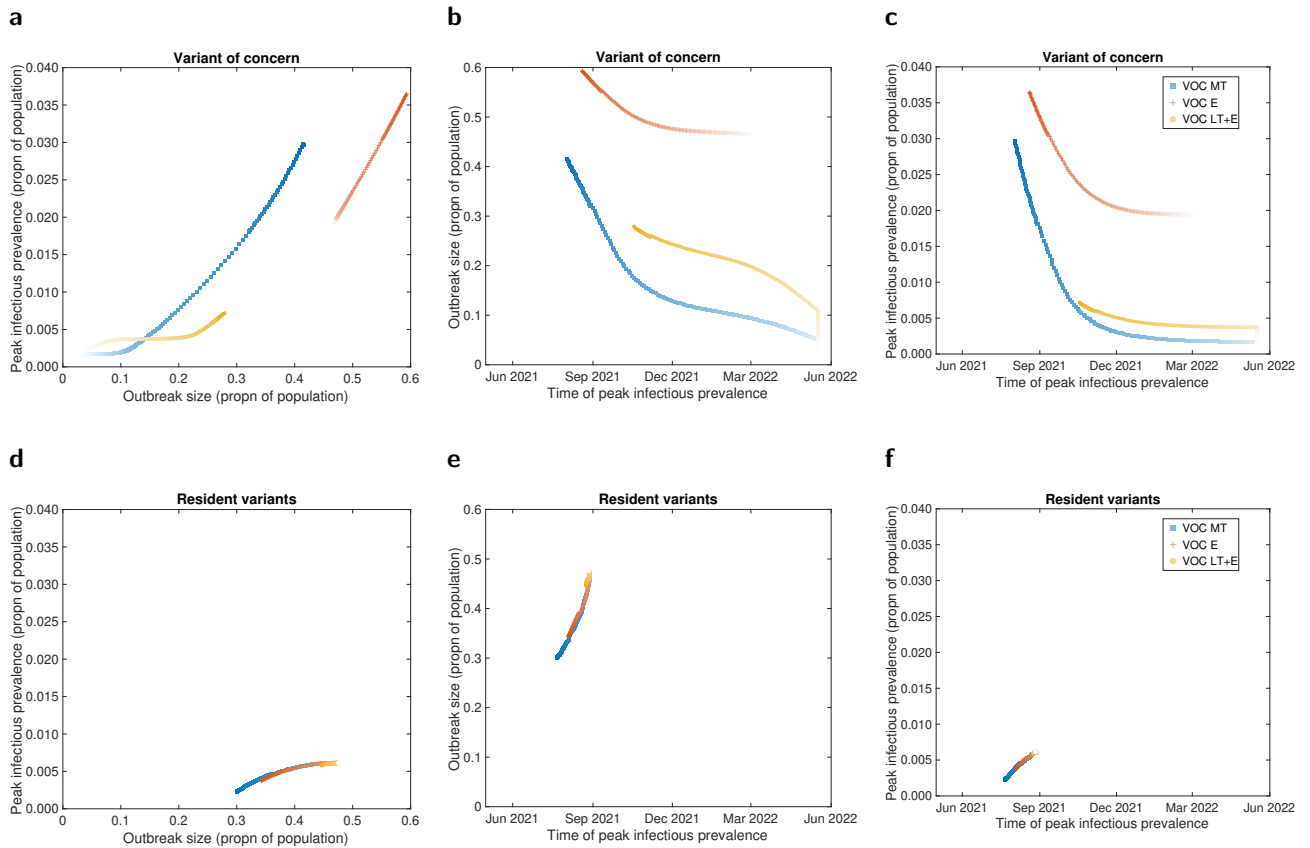 a
Variant of concern
Peak infectious prevalence (propn of population)
0.040
0.035
0.030
0.025
0.020
0.015
0.010
0.005
0.000
0 0.1 0.2 0.3 0.4 0.5 0.6
Outbreak size (propn of population)
b
Variant of concern
Outbreak size (propn of population)
0.6
0.5
0.4
0.3
0.2
0.1
0
Jun 2021 Sep 2021 Dec 2021 Mar 2022 Jun 2022
Time of peak infectious prevalence
c
Variant of concern
Peak infectious prevalence (propn of population)
0.040
0.035
0.030
0.025
0.020
0.015
0.010
0.005
0.000
VOC MT
VOC E
VOC LT+E
Jun 2021 Sep 2021 Dec 2021 Mar 2022 Jun 2022
Time of peak infectious prevalence
d
Resident variants
Peak infectious prevalence (propn of population)
0.040
0.035
0.030
0.025
0.020
0.015
0.010
0.005
0.000
0 0.1 0.2 0.3 0.4 0.5 0.6
Outbreak size (propn of population)
e
Resident variants
Outbreak size (propn of population)
0.6
0.5
0.4
0.3
0.2
0.1
0
Jun 2021 Sep 2021 Dec 2021 Mar 2022 Jun 2022
Time of peak infectious prevalence
f
Resident variants
Peak infectious prevalence (propn of population)
0.040
0.035
0.030
0.025
0.020
0.015
0.010
0.005
0.000
VOC MT
VOC E
VOC LT+E
Jun 2021 Sep 2021 Dec 2021 Mar 2022 Jun 2022
Time of peak infectious prevalence